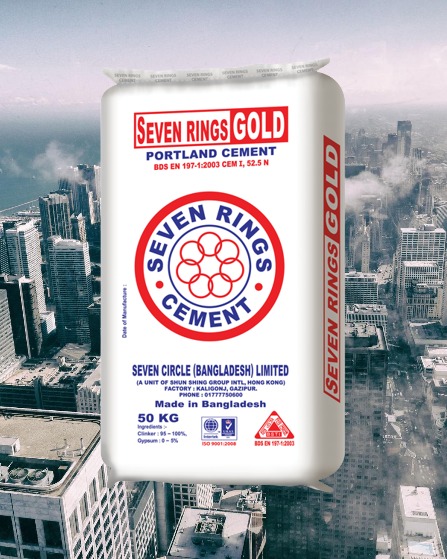 SEVEN RINGS CEMENT SEVEN RINGS CEMENT SEVEN RINGS CEMENT
SEVEN RINGS GOLD
PORTLAND CEMENT
BDS EN 197-1:2003 CEM I, 52.5 N
SEVEN RINGS
CEMENT
Date of Manufacture :
SEVEN CIRCLE (BANGLADESH) LIMITED
(A UNIT OF SHUN SHING GROUP INTL, HONG KONG)
FACTORY : KALIGONJ, GAZIPUR.
PHONE : 01777750600
Made in Bangladesh
50 KG
Ingredients :-
Clinker : 95 – 100%,
Gypsum : 0 – 5%
ISO 9001:2008
BSTI
BDS EN 197-1:2003
SEVEN RINGS GOLD